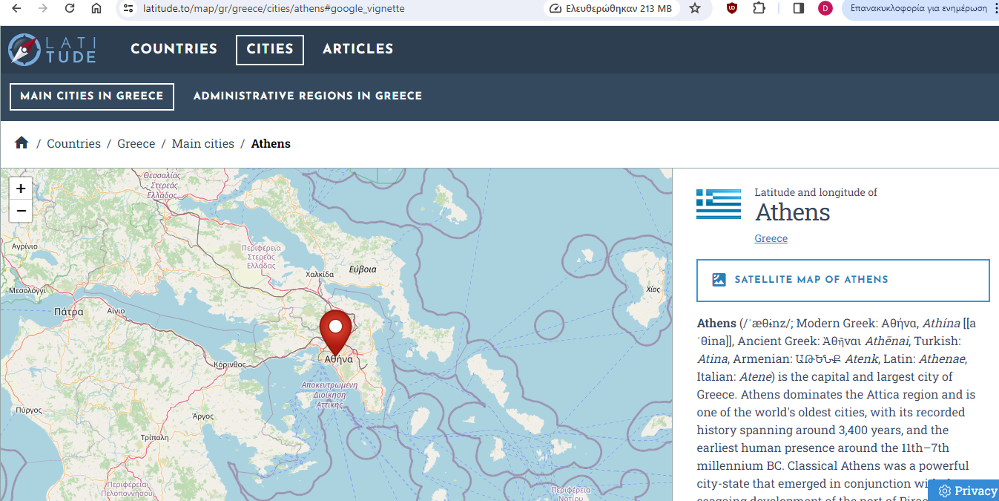 latitude.to/map/gr/greece/cities/athens#google_vignette
Ελευθερώθηκαν 213 MB
D
Επανακυκλοφορία για ενημέρωση
LATI
TUDE
COUNTRIES
CITIES
ARTICLES
MAIN CITIES IN GREECE
ADMINISTRATIVE REGIONS IN GREECE
/ Countries / Greece / Main cities / Athens
+
−
Θεσσαλίας
- Στερεάς
Ελλάδας
Αγρίνιο
Περιφέρεια
Στερεάς
Ελλάδας
Χαλκίδα
Εύβοια
Μεσολόγγι
Πάτρα
Αίγιο
Χίος
Αθήνα
Κόρινθος
Αποκεντρωμένη
Διοίκηση
Αττικής
Πύργος
Άργος
Τρίπολη
Περιφέρεια
Πελοποννήσου
Περιφέρεια
Νοτίου
Latitude and longitude of
Athens
Greece
SATELLITE MAP OF ATHENS
Athens (/ˈæθɨnz/; Modern Greek: Αθήνα, Athína [[a
ˈθina]], Ancient Greek: Ἀθῆναι Athēnai, Turkish:
Atina, Armenian: ԱԹԵՆՔ Atenk, Latin: Athenae,
Italian: Atene) is the capital and largest city of
Greece. Athens dominates the Attica region and is
one of the world's oldest cities, with its recorded
history spanning around 3,400 years, and the
earliest human presence around the 11th–7th
millennium BC. Classical Athens was a powerful
city-state that emerged in conjunction
seagoing development of the port of
Privacy